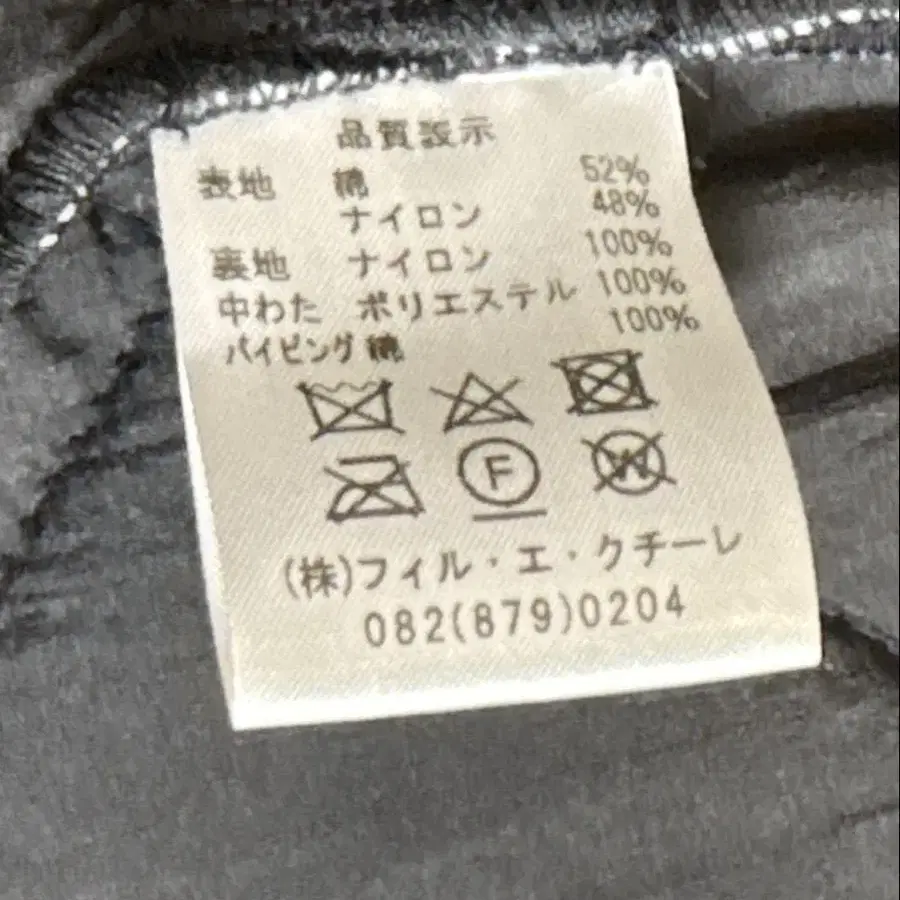 品質表示
表地 綿 52%
ナイロン 48%
裏地 ナイロン 100%
中わた ポリエステル 100%
パイピング 綿 100%
F W
(株)フィル・エ・クチーレ
082(879)0204